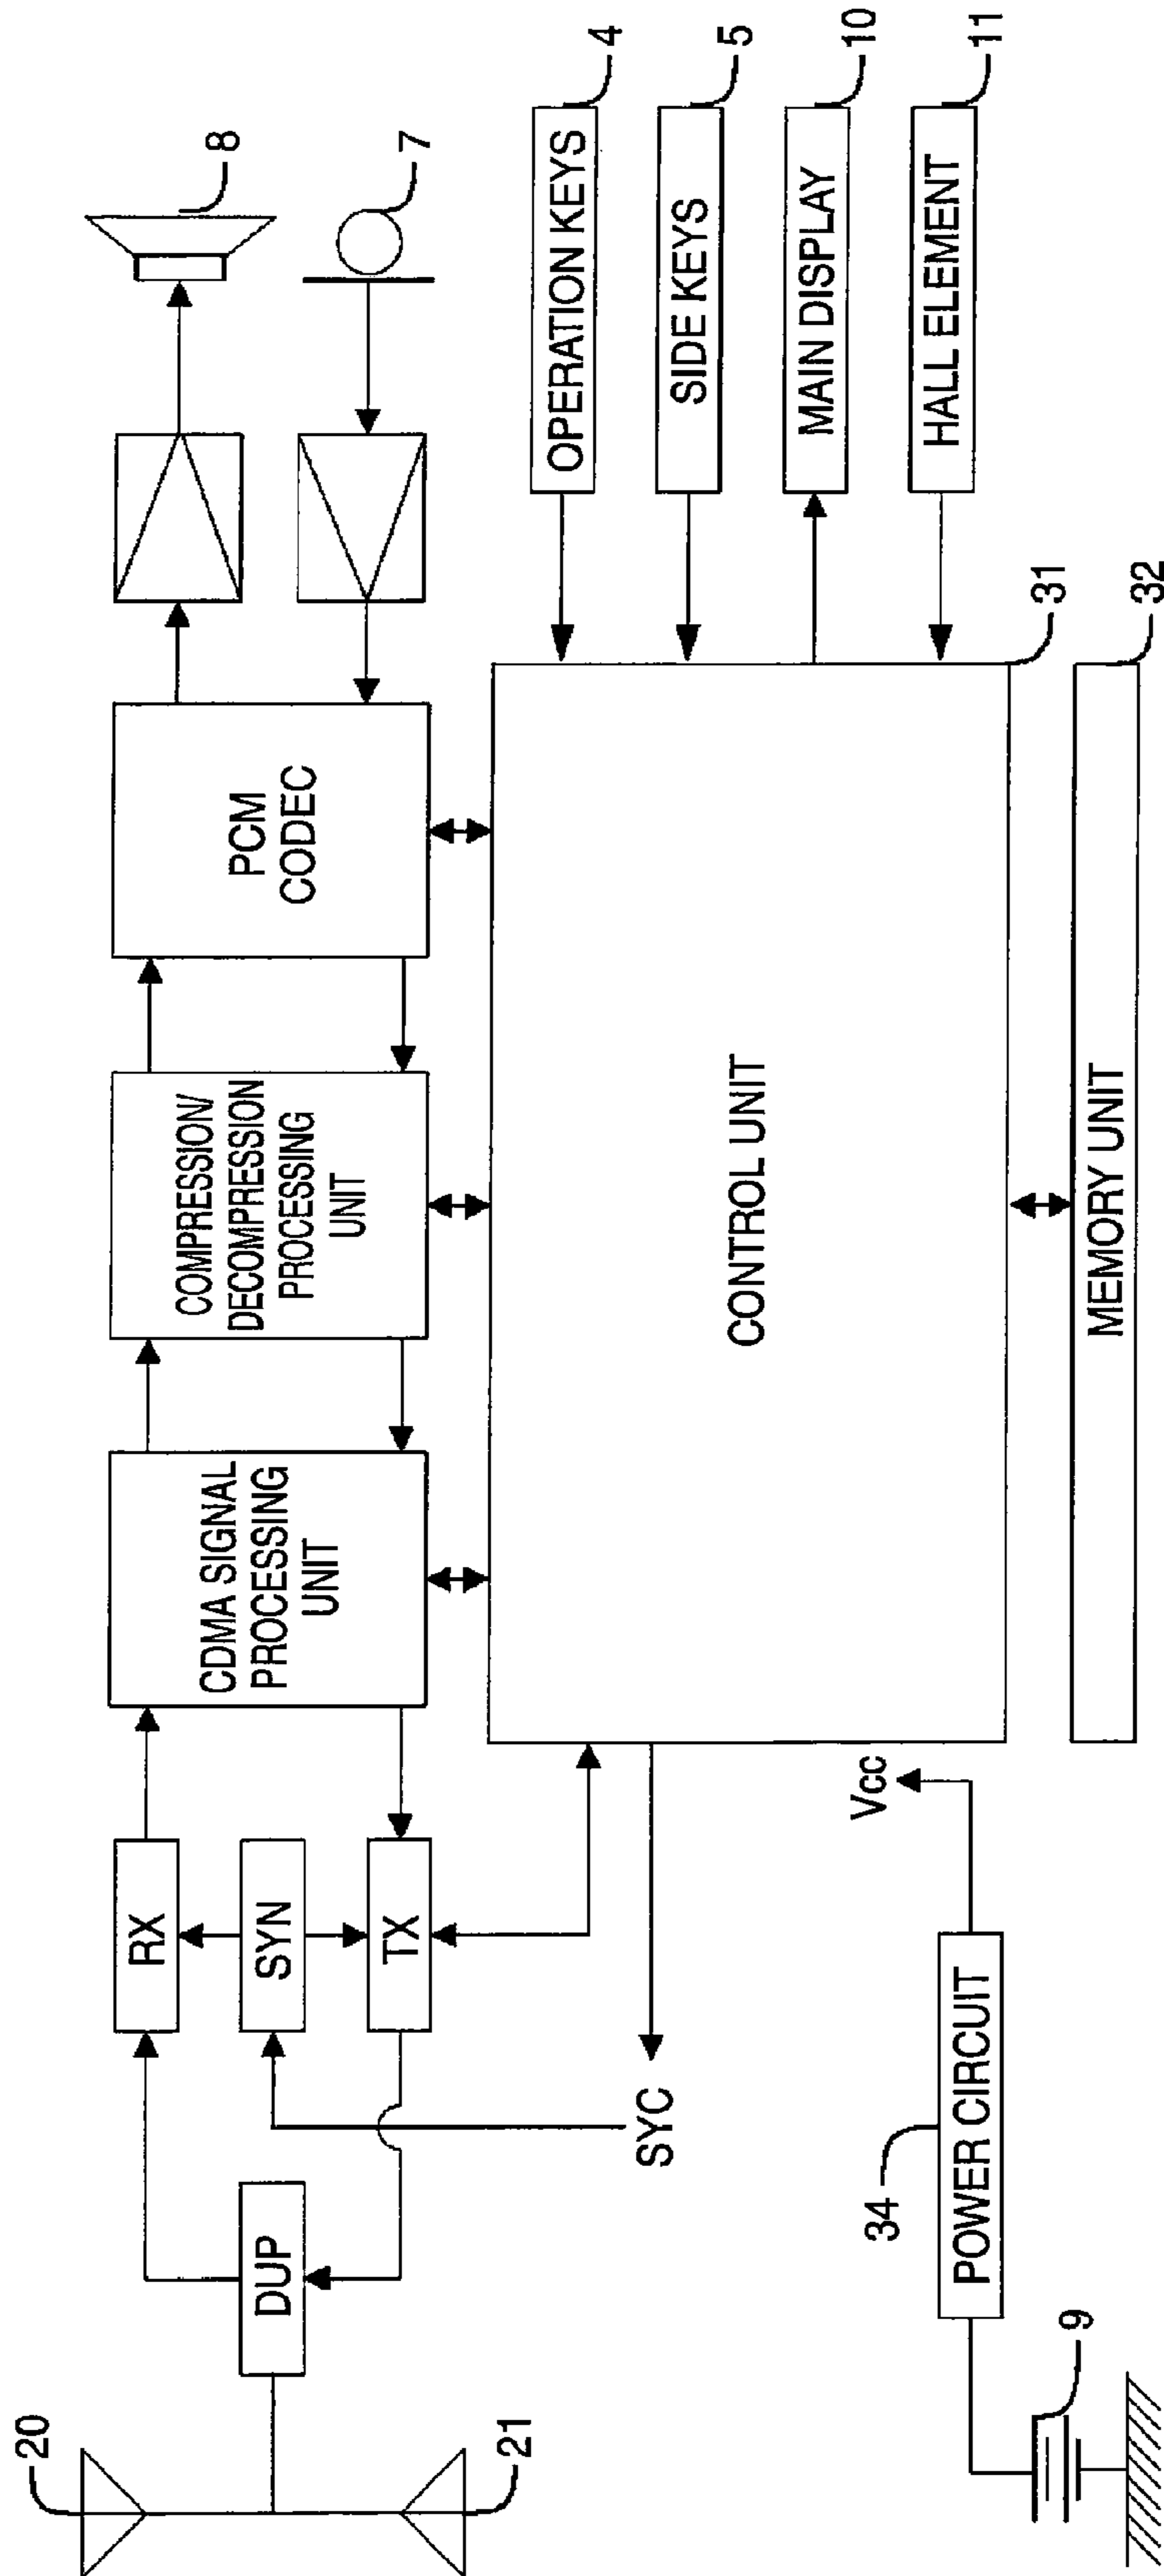 20
21
DUP
RX
SYN
TX
SYC
CDMA SIGNAL
PROCESSING
UNIT
COMPRESSION/
DECOMPRESSION
PROCESSING
UNIT
PCM
CODEC
8
7
OPERATION KEYS
4
SIDE KEYS
5
MAIN DISPLAY
10
HALL ELEMENT
11
CONTROL UNIT
31
MEMORY UNIT
32
Vcc
34
POWER CIRCUIT
9